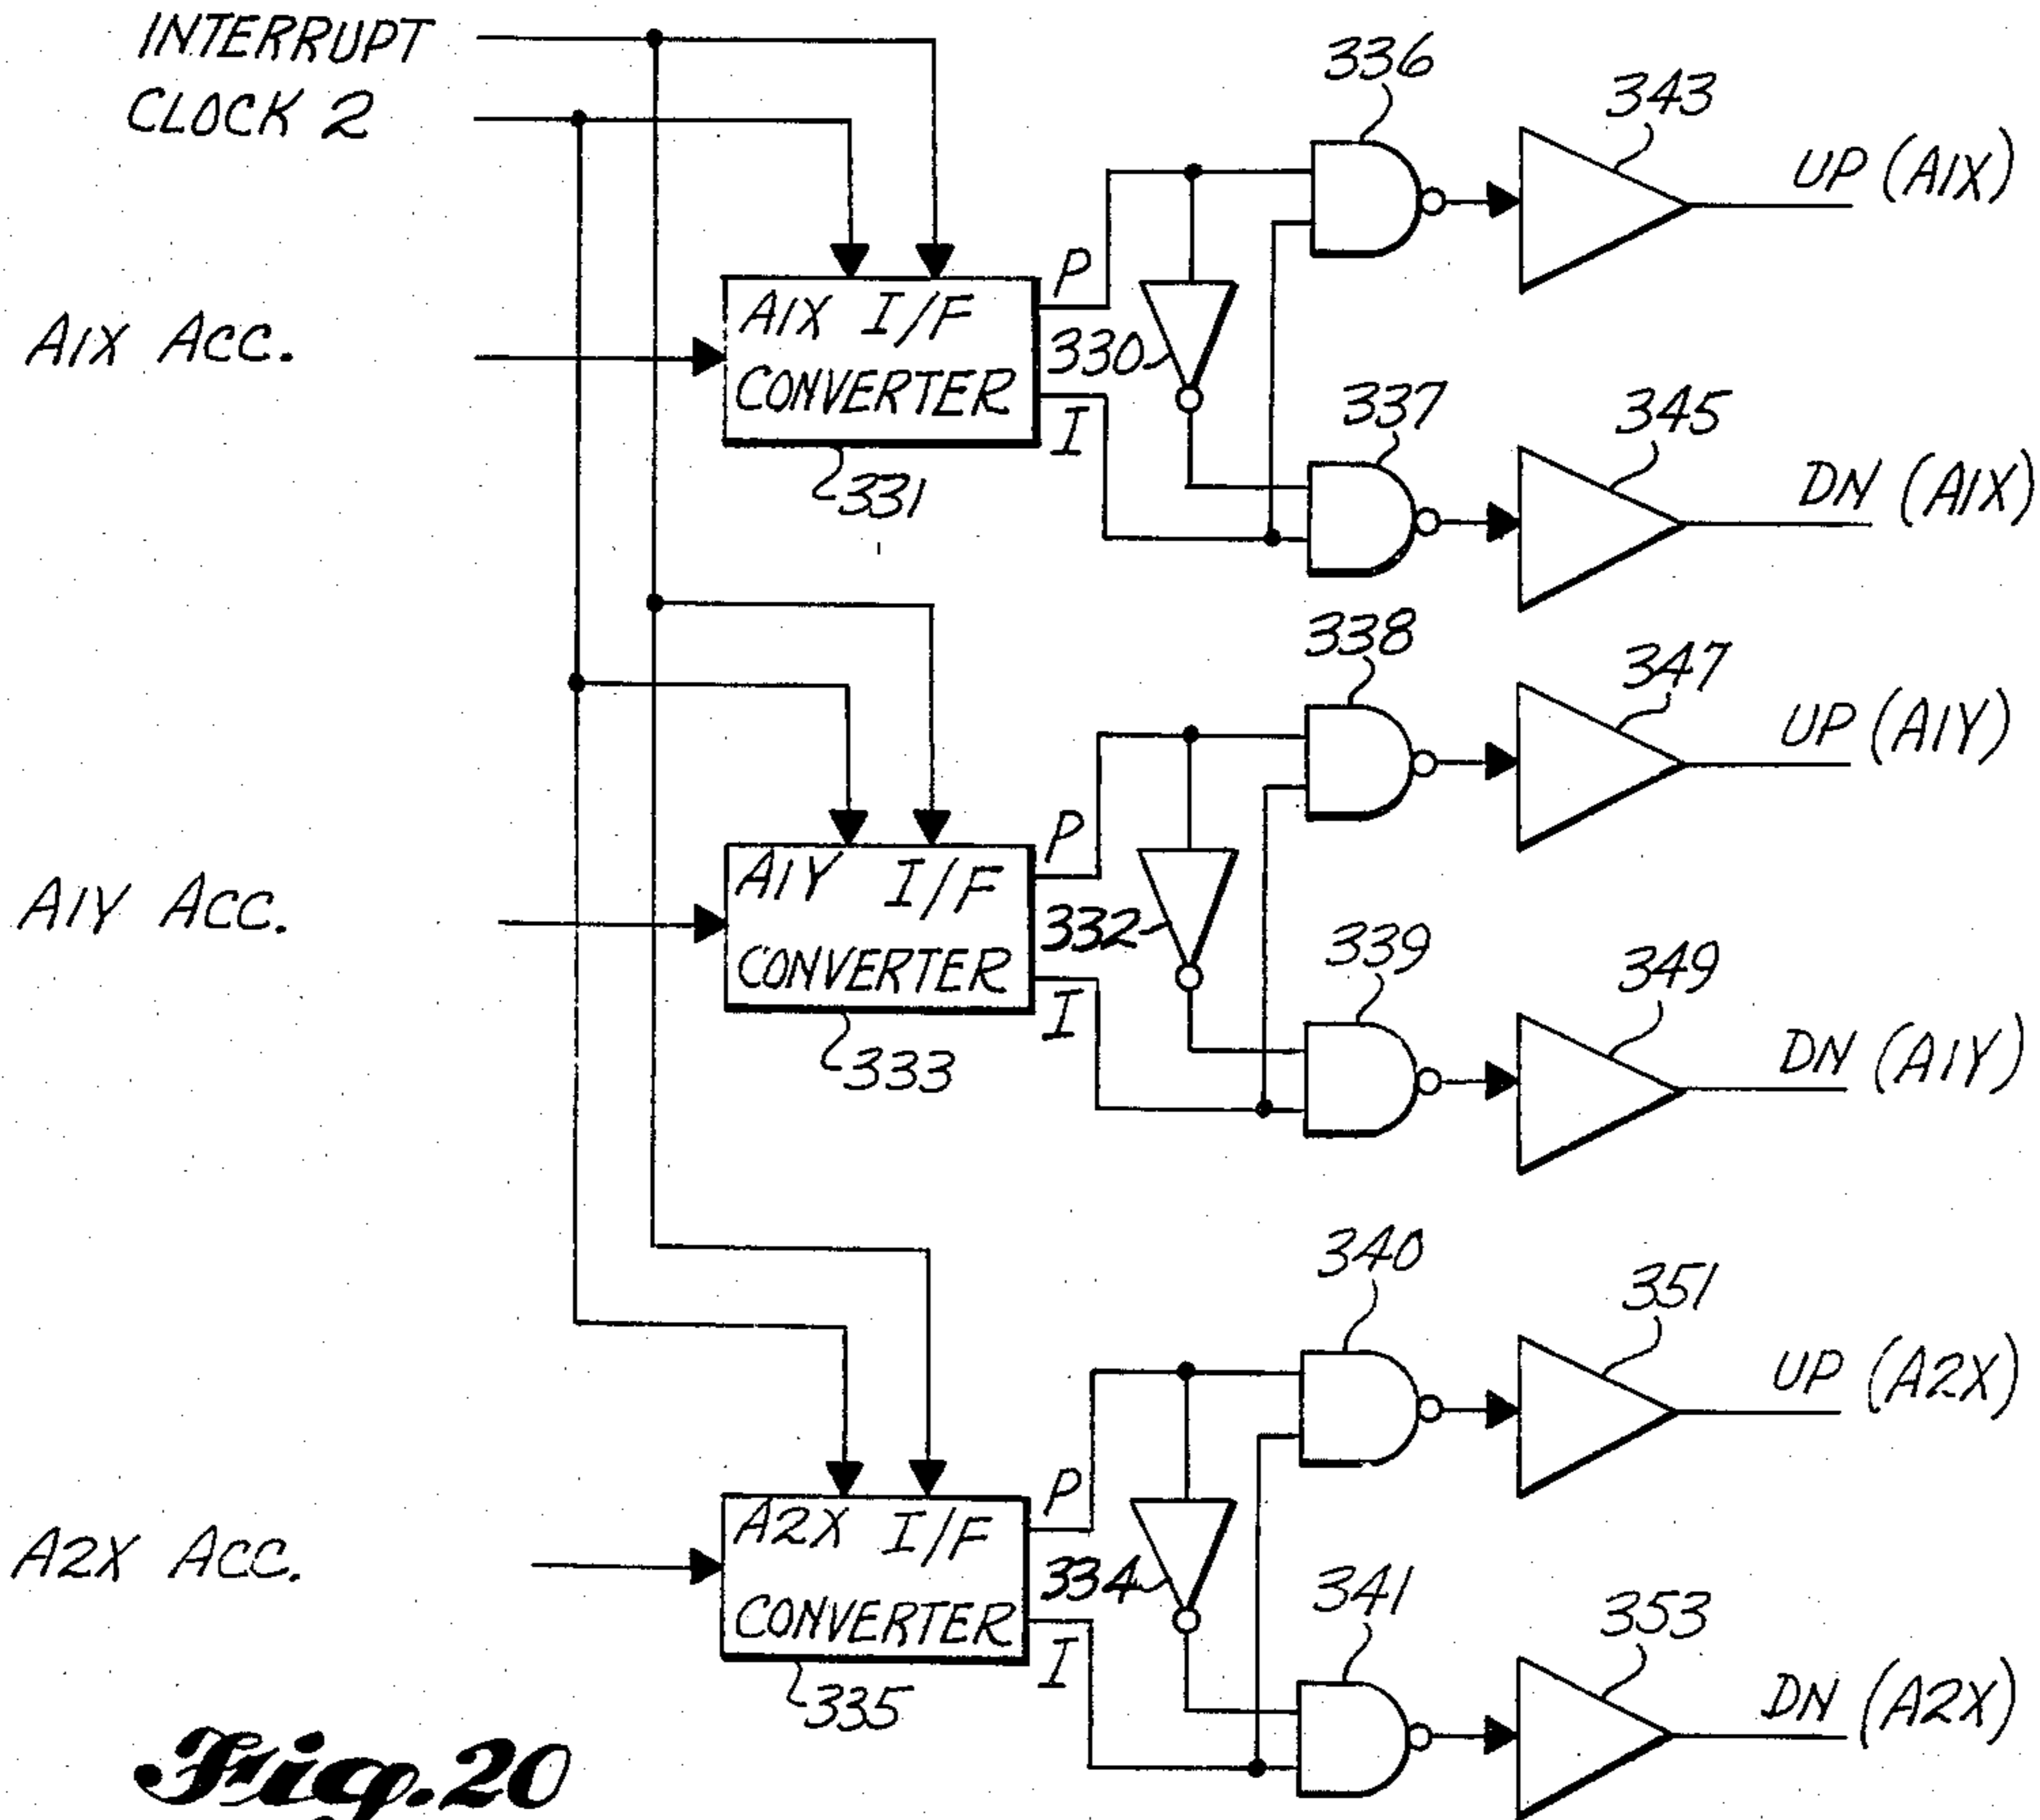 INTERRUPT
CLOCK 2
336
343
UP (A1X)
A1X ACC.
A1X I/F
CONVERTER
P
I
330
331
337
345
DN (A1X)
338
347
UP (A1Y)
A1Y ACC.
A1Y I/F
CONVERTER
P
I
332
333
339
349
DN (A1Y)
340
351
UP (A2X)
A2X ACC.
A2X I/F
CONVERTER
P
I
334
335
341
353
DN (A2X)
Fig. 20